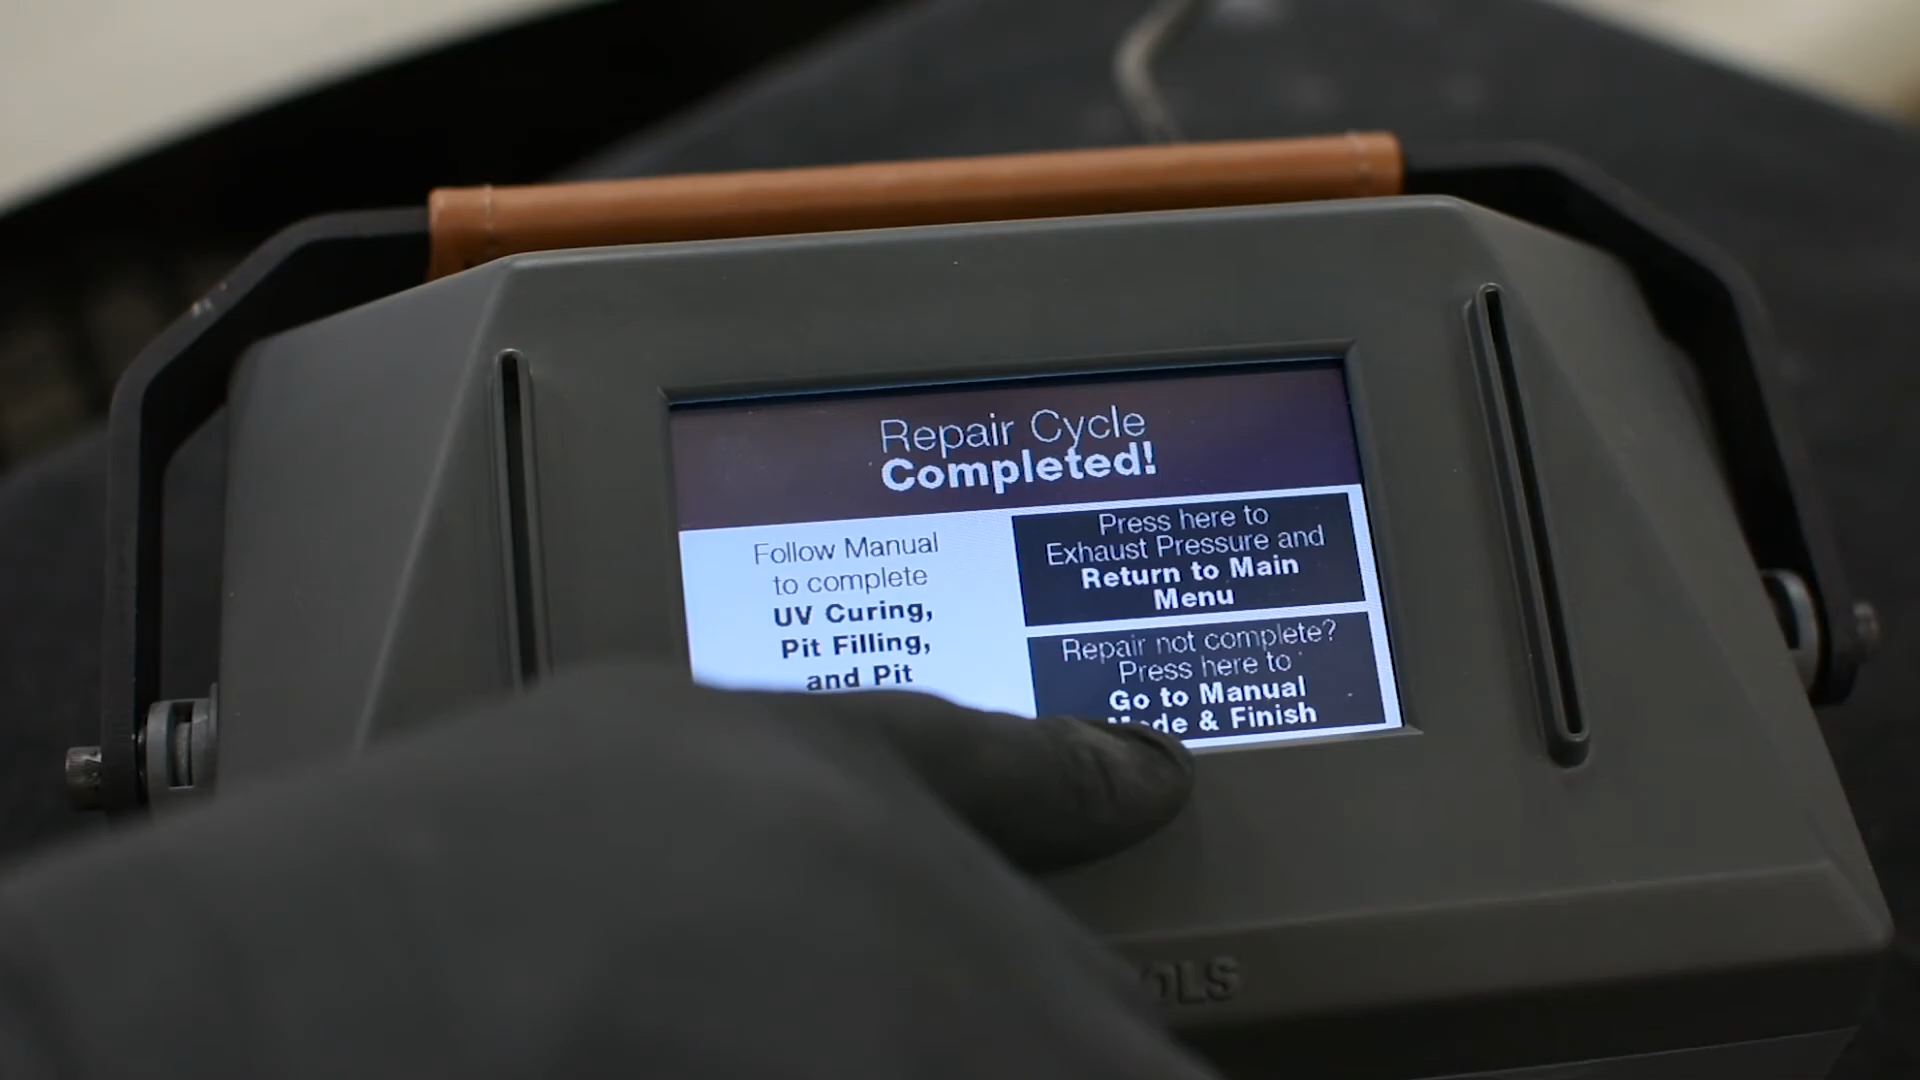 Repair Cycle
Completed!
Follow Manual
to complete
UV Curing,
Pit Filling,
and Pit
Press here to
Exhaust Pressure and
Return to Main
Menu
Repair not complete?
Press here to
Go to Manual
Mode & Finish